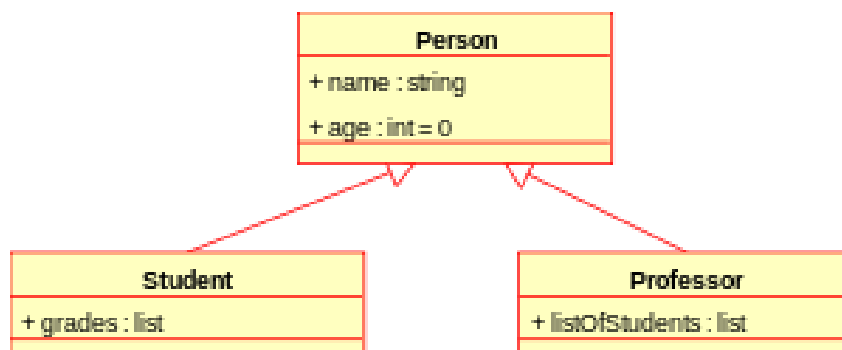 Person
+ name : string
+ age : int = 0
Student
+ grades : list
Professor
+ listOfStudents : list